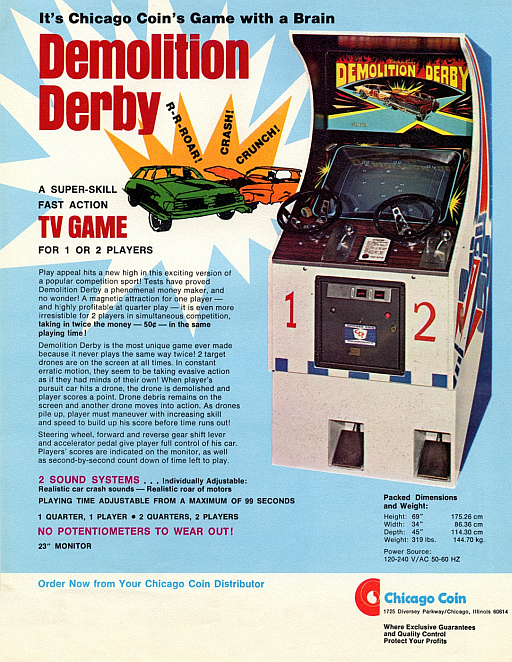 It's Chicago Coin's Game with a Brain
Demolition
Derby
R-R-ROAR!
CRASH!
CRUNCH!
A SUPER-SKILL
FAST ACTION
TV GAME
FOR 1 OR 2 PLAYERS
DEMOLITION DERBY
1
2
Play appeal hits a new high in this exciting version of
a popular competition sport! Tests have proved
Demolition Derby a phenomenal money maker, and
no wonder! A magnetic attraction for one player —
and highly profitable at quarter play — it is even more
irresistible for 2 players in simultaneous competition,
taking in twice the money — 50¢ — in the same
playing time!
Demolition Derby is the most unique game ever made
because it never plays the same way twice! 2 target
drones are on the screen at all times. In constant
erratic motion, they seem to be taking evasive action
as if they had minds of their own! When player's
pursuit car hits a drone, the drone is demolished and
player scores a point. Drone debris remains on the
screen and another drone moves into action. As drones
pile up, player must maneuver with increasing skill
and speed to build up his score before time runs out!
Steering wheel, forward and reverse gear shift lever
and accelerator pedal give player full control of his car.
Players' scores are indicated on the monitor, as well
as second-by-second count down of time left to play.
2 SOUND SYSTEMS . . . Individually Adjustable:
Realistic car crash sounds — Realistic roar of motors
PLAYING TIME ADJUSTABLE FROM A MAXIMUM OF 99 SECONDS
1 QUARTER, 1 PLAYER • 2 QUARTERS, 2 PLAYERS
NO POTENTIOMETERS TO WEAR OUT!
23" MONITOR
Packed Dimensions
and Weight:
Height: 69" 175.26 cm
Width: 34" 86.36 cm
Depth: 45" 114.30 cm
Weight: 319 lbs. 144.70 kg.
Power Source:
120-240 V/AC 50-60 HZ
Order Now from Your Chicago Coin Distributor
Chicago Coin
1725 Diversey Parkway/Chicago, Illinois 60614
Where Exclusive Guarantees
and Quality Control
Protect Your Profits